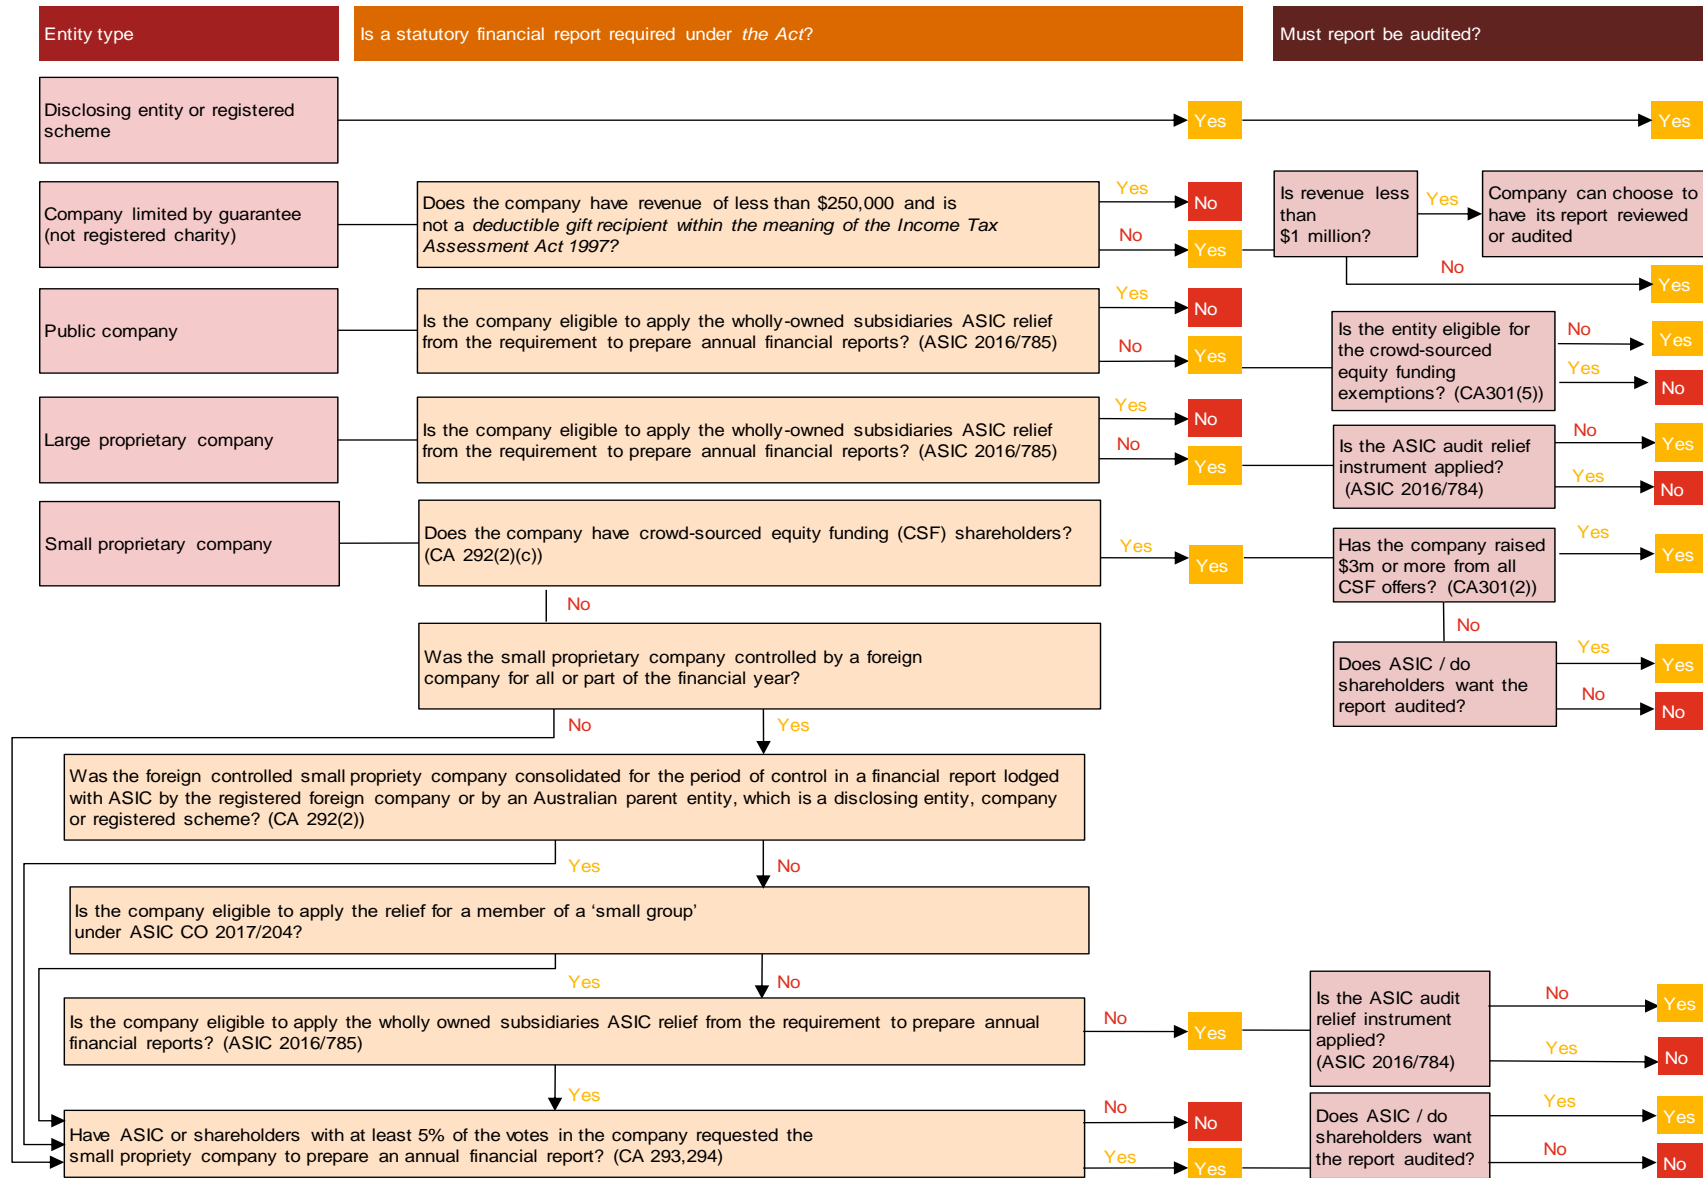 Entity type
Is a statutory financial report required under the Act?
Must report be audited?
Disclosing entity or registered
scheme
Yes
Yes
Company limited by guarantee
(not registered charity)
Does the company have revenue of less than $250,000 and is
not a deductible gift recipient within the meaning of the Income Tax
Assessment Act 1997?
Yes
No
No
Yes
Is revenue less
than
$1 million?
Yes
Company can choose to
have its report reviewed
or audited
No
Yes
Public company
Is the company eligible to apply the wholly-owned subsidiaries ASIC relief
from the requirement to prepare annual financial reports? (ASIC 2016/785)
Yes
No
No
Yes
Is the entity eligible for
the crowd-sourced
equity funding
exemptions? (CA301(5))
No
Yes
Yes
No
Large proprietary company
Is the company eligible to apply the wholly-owned subsidiaries ASIC relief
from the requirement to prepare annual financial reports? (ASIC 2016/785)
Yes
No
No
Yes
Is the ASIC audit relief
instrument applied?
(ASIC 2016/784)
No
Yes
Yes
No
Small proprietary company
Does the company have crowd-sourced equity funding (CSF) shareholders?
(CA 292(2)(c))
Yes
Yes
Has the company raised
$3m or more from all
CSF offers? (CA301(2))
Yes
Yes
No
No
Was the small proprietary company controlled by a foreign
company for all or part of the financial year?
Does ASIC / do
shareholders want the
report audited?
Yes
Yes
No
No
No
Yes
Was the foreign controlled small propriety company consolidated for the period of control in a financial report lodged
with ASIC by the registered foreign company or by an Australian parent entity, which is a disclosing entity, company
or registered scheme? (CA 292(2))
Yes
No
Is the company eligible to apply the relief for a member of a ‘small group’
under ASIC CO 2017/204?
Yes
No
Is the company eligible to apply the wholly owned subsidiaries ASIC relief from the requirement to prepare annual
financial reports? (ASIC 2016/785)
No
Yes
Is the ASIC audit
relief instrument
applied?
(ASIC 2016/784)
No
Yes
Yes
No
Yes
Have ASIC or shareholders with at least 5% of the votes in the company requested the
small propriety company to prepare an annual financial report? (CA 293,294)
No
No
Yes
Yes
Does ASIC / do
shareholders want
the report audited?
Yes
Yes
No
No